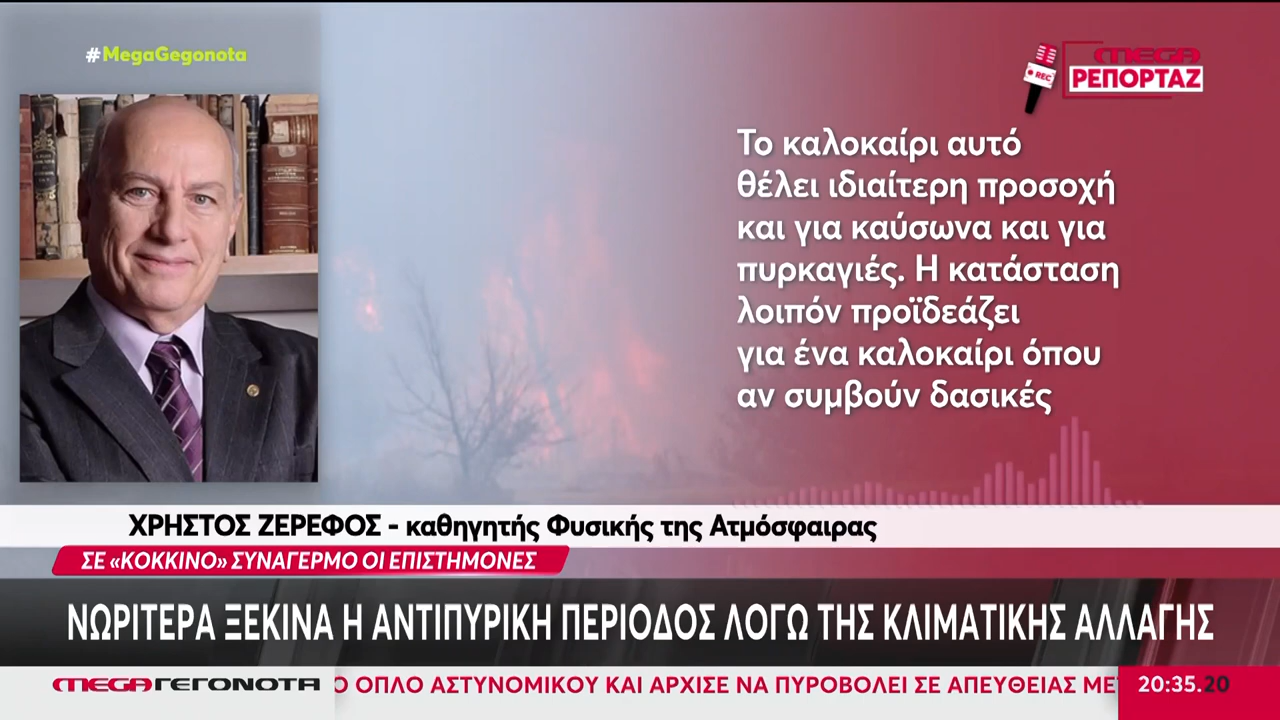 #MegaGegonota
MEGA
REC
ΡΕΠΟΡΤΑΖ
Το καλοκαίρι αυτό
θέλει ιδιαίτερη προσοχή
και για καύσωνα και για
πυρκαγιές. Η κατάσταση
λοιπόν προϊδεάζει
για ένα καλοκαίρι όπου
αν συμβούν δασικές
ΧΡΗΣΤΟΣ ΖΕΡΕΦΟΣ - καθηγητής Φυσικής της Ατμόσφαιρας
ΣΕ «ΚΟΚΚΙΝΟ» ΣΥΝΑΓΕΡΜΟ ΟΙ ΕΠΙΣΤΗΜΟΝΕΣ
ΝΩΡΙΤΕΡΑ ΞΕΚΙΝΑ Η ΑΝΤΙΠΥΡΙΚΗ ΠΕΡΙΟΔΟΣ ΛΟΓΩ ΤΗΣ ΚΛΙΜΑΤΙΚΗΣ ΑΛΛΑΓΗΣ
MEGA ΓΕΓΟΝΟΤΑ Ο ΟΠΛΟ ΑΣΤΥΝΟΜΙΚΟΥ ΚΑΙ ΑΡΧΙΣΕ ΝΑ ΠΥΡΟΒΟΛΕΙ ΣΕ ΑΠΕΥΘΕΙΑΣ ΜΕΤ 20:35.20